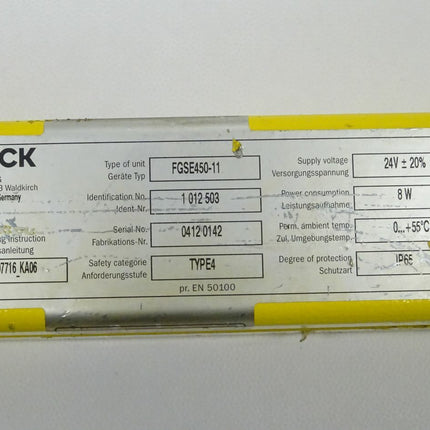 CK
Waldkirch
Germany
Instruction
7716 KA06
Type of unit
Geräte Typ
FGSE450-11
Identification No.
Ident-Nr.
1 012 503
Serial No.
Fabrikations-Nr.
0412 0142
Safety categorie
Anforderungsstufe
TYPE4
pr. EN 50100
Supply voltage
Versorgungsspannung
24V ± 20%
Power consumption
Leistungsaufnahme
8 W
Perm. ambient temp.
Zul. Umgebungstemp.
0...+55°C
Degree of protection
Schutzart
IP65